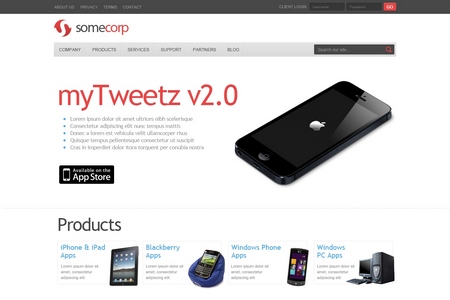 ABOUT US PRIVACY TERMS CONTACT CLIENT LOGIN: Username Password GO
somecorp
COMPANY PRODUCTS SERVICES SUPPORT PARTNERS BLOG Search our site...
myTweetz v2.0
Lorem ipsum dolor sit amet ultrices nibh scelerisque
Consectetur adipiscing elit nunc tempus mattis
Donec a lorem est vehicula velit ullamcorper risus
Quisque tempus pellentesque consectetur ut suscipit
Cras in imperdiet dolor itora torquent per conubia nostra
Available on the
App Store
Products
iPhone & iPad
Apps
Lorem ipsum dolor
amet, consectetur
adipiscing elit
Blackberry
Apps
Lorem ipsum dolor
amet, consectetur
adipiscing elit
Windows Phone
Apps
Lorem ipsum dolor
amet, consectetur
adipiscing elit
Windows
PC Apps
Lorem ipsum dolor
amet, consectetur
adipiscing elit